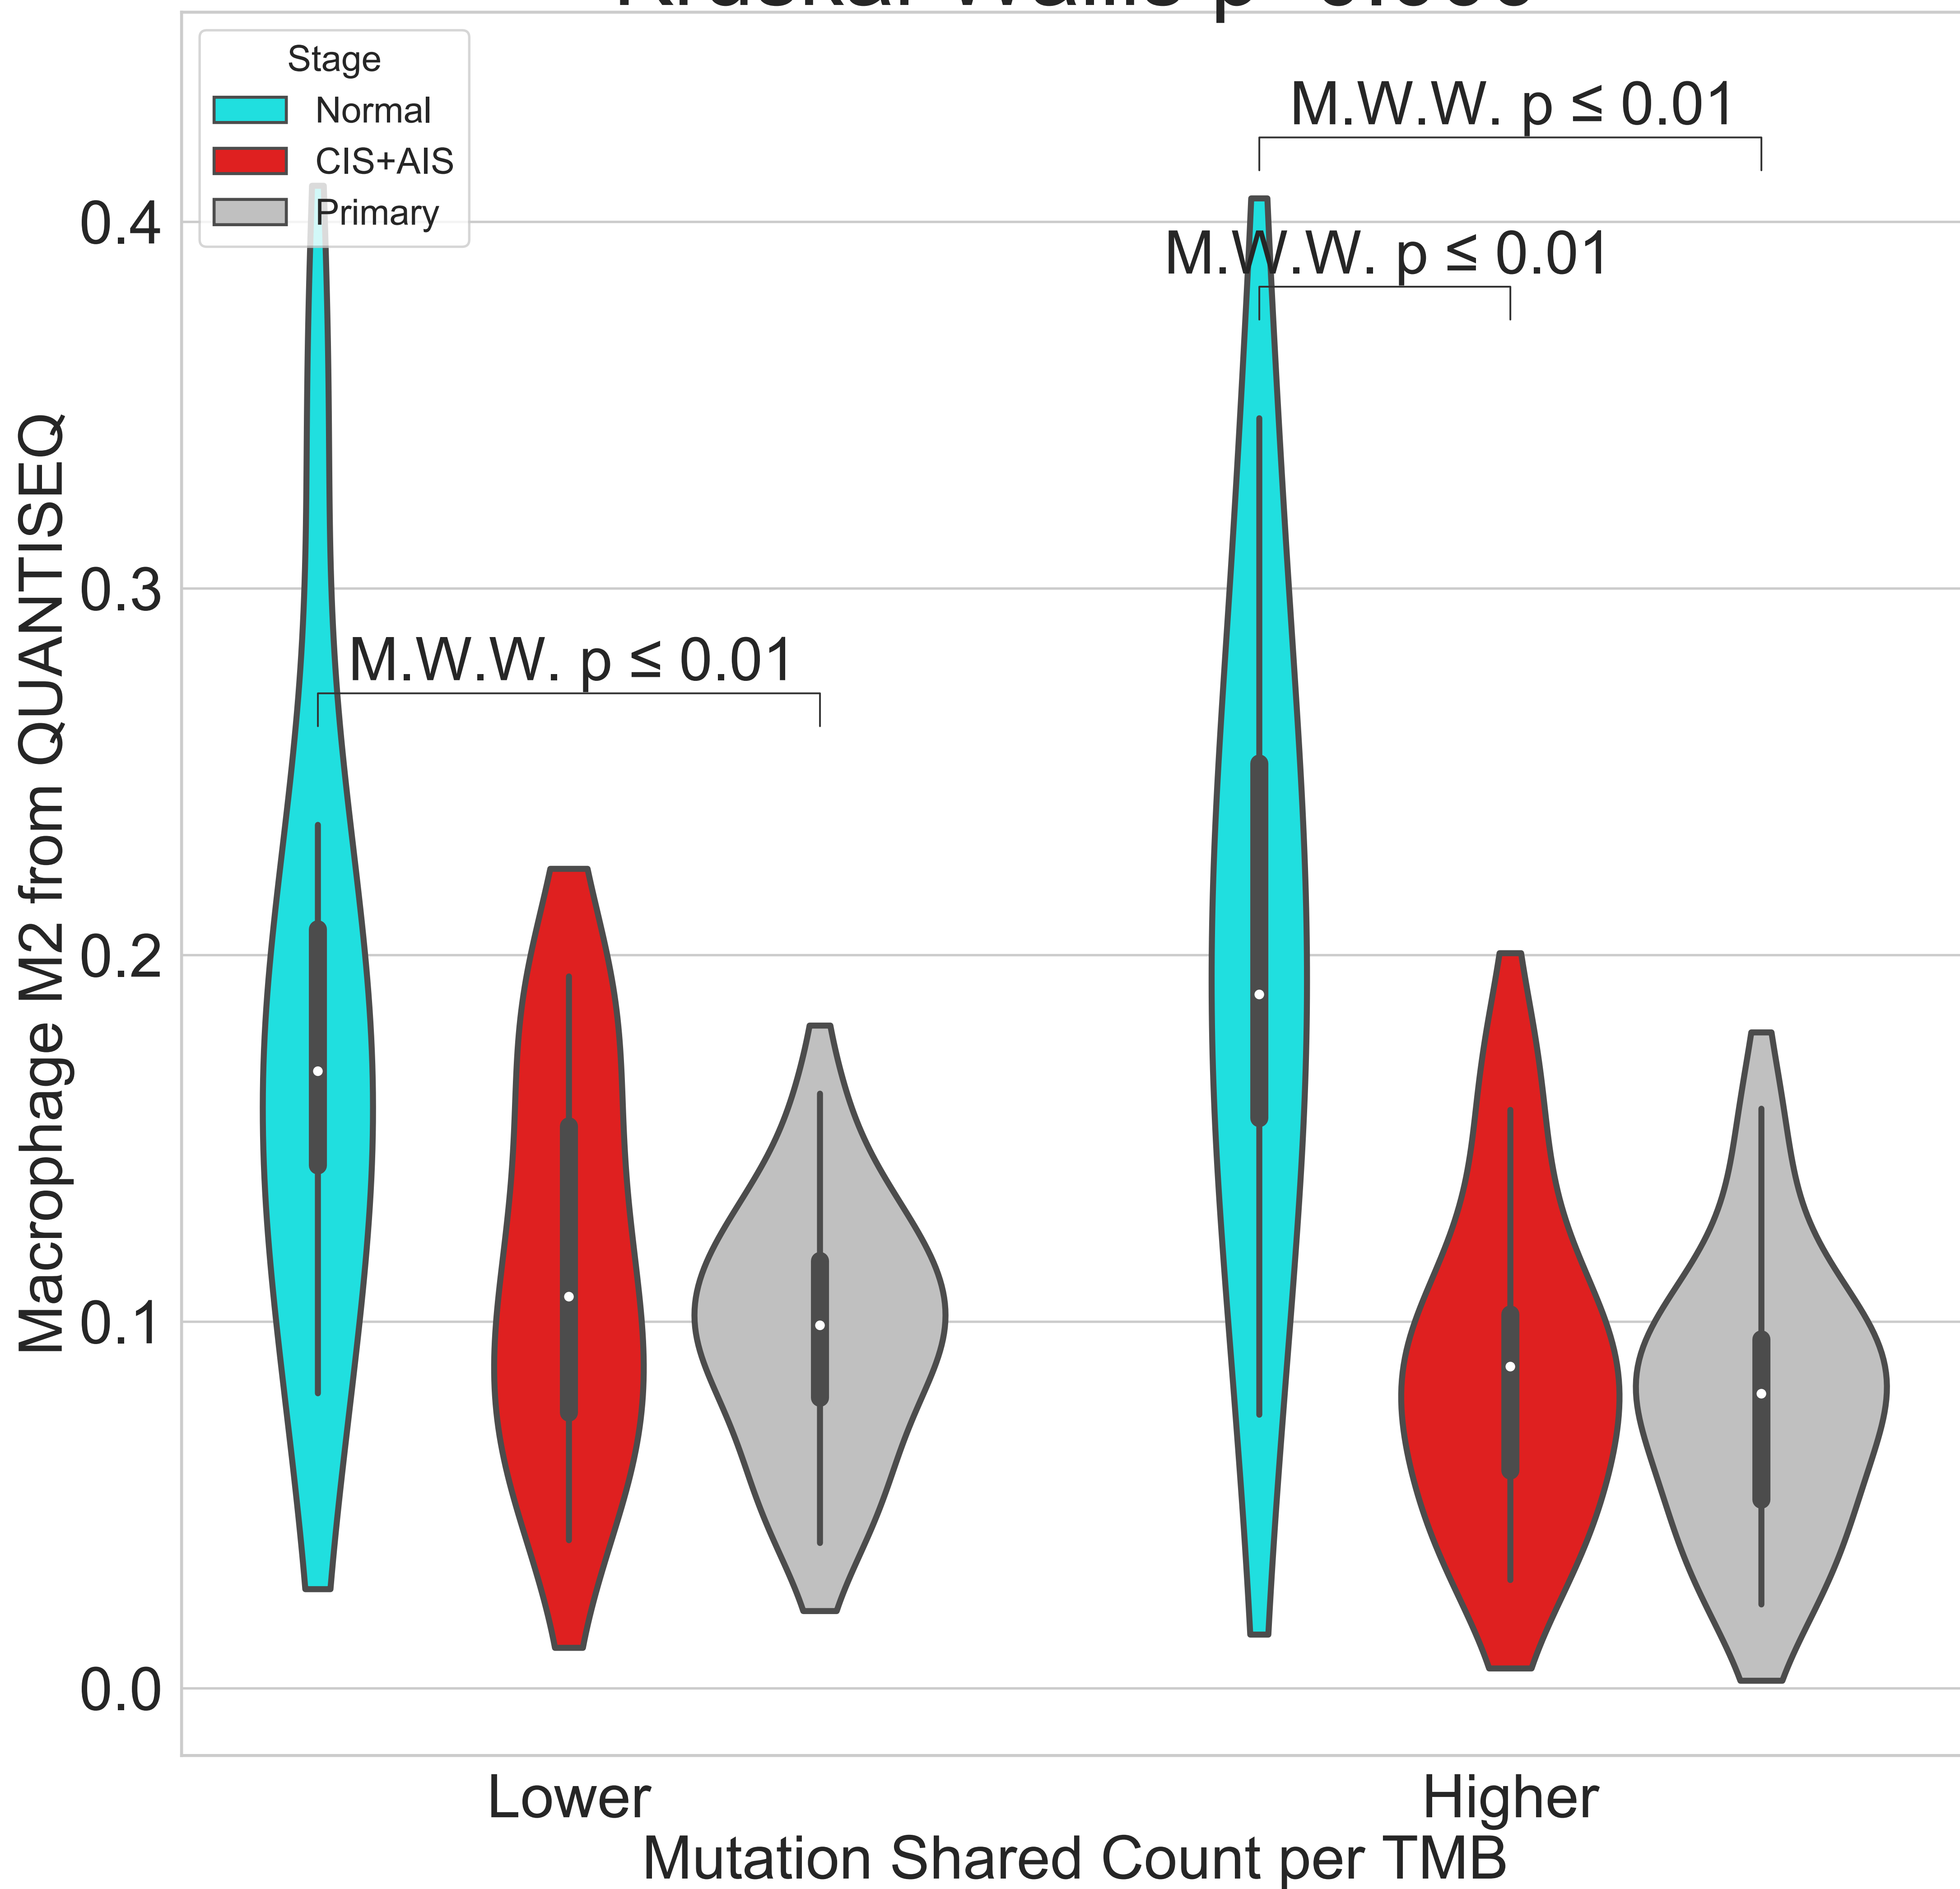 Stage
Normal
CIS+AIS
Primary
M.W.W. p ≤ 0.01
M.W.W. p ≤ 0.01
M.W.W. p ≤ 0.01
0.4
0.3
0.2
0.1
0.0
Macrophage M2 from QUANTISEQ
Lower
Higher
Mutation Shared Count per TMB